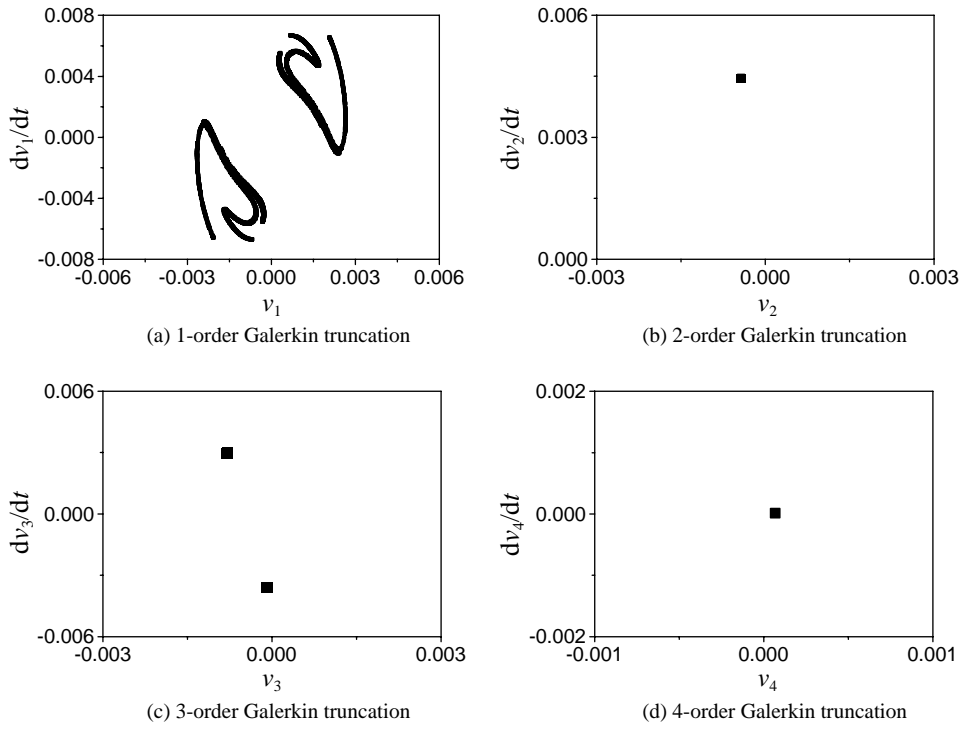 0.008
0.004
0.000
-0.004
-0.008
-0.006
-0.003
0.000
0.003
0.006
dv₁/dt
v₁
(a) 1-order Galerkin truncation
0.006
0.003
0.000
-0.003
0.000
0.003
dv₂/dt
v₂
(b) 2-order Galerkin truncation
0.006
0.000
-0.006
-0.003
0.000
0.003
dv₃/dt
v₃
(c) 3-order Galerkin truncation
0.002
0.000
-0.002
-0.001
0.000
0.001
dv₄/dt
v₄
(d) 4-order Galerkin truncation